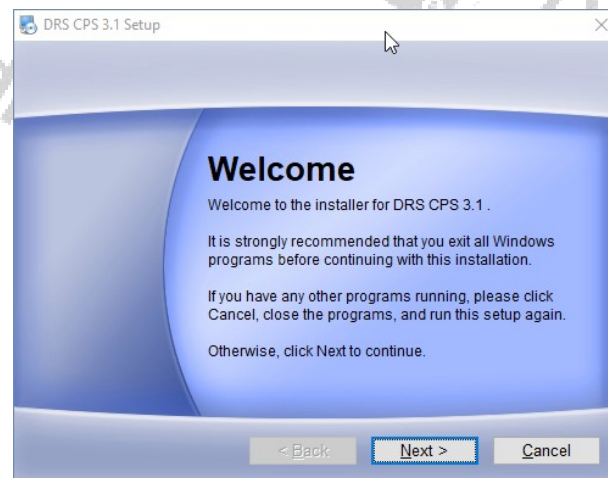 DRS CPS 3.1 Setup
Welcome
Welcome to the installer for DRS CPS 3.1 .
It is strongly recommended that you exit all Windows
programs before continuing with this installation.
If you have any other programs running, please click
Cancel, close the programs, and run this setup again.
Otherwise, click Next to continue.
< Back Next > Cancel